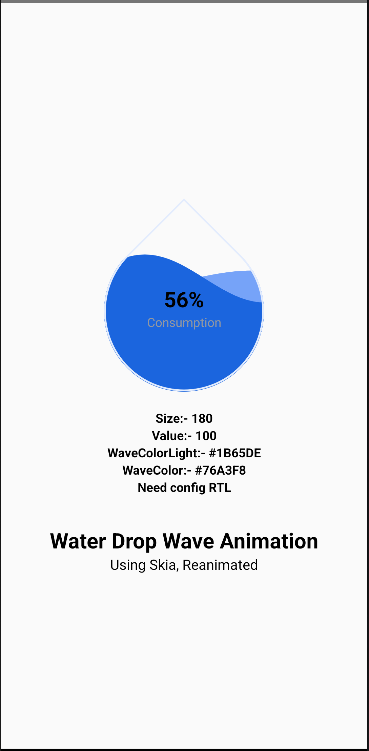 56%
Consumption
Size:- 180
Value:- 100
WaveColorLight:- #1B65DE
WaveColor:- #76A3F8
Need config RTL
Water Drop Wave Animation
Using Skia, Reanimated